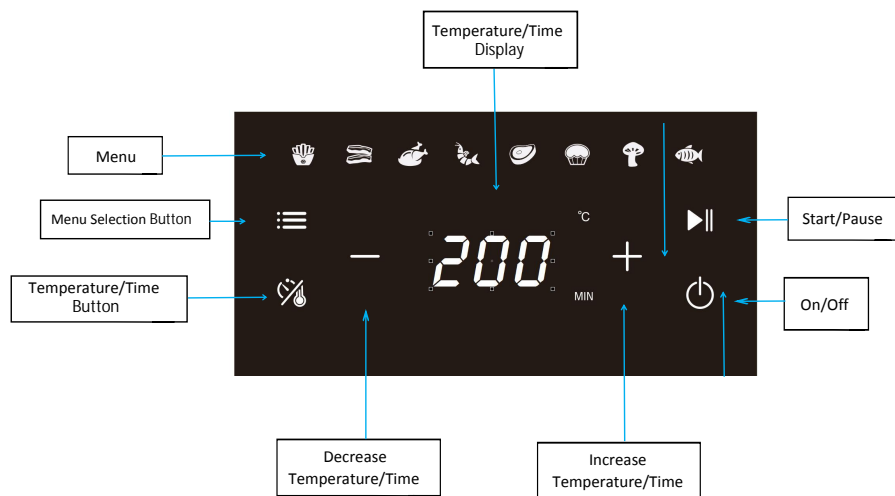 Temperature/Time
Display
Menu
Menu Selection Button
Temperature/Time
Button
℃
200
MIN
Start/Pause
On/Off
Decrease
Temperature/Time
Increase
Temperature/Time